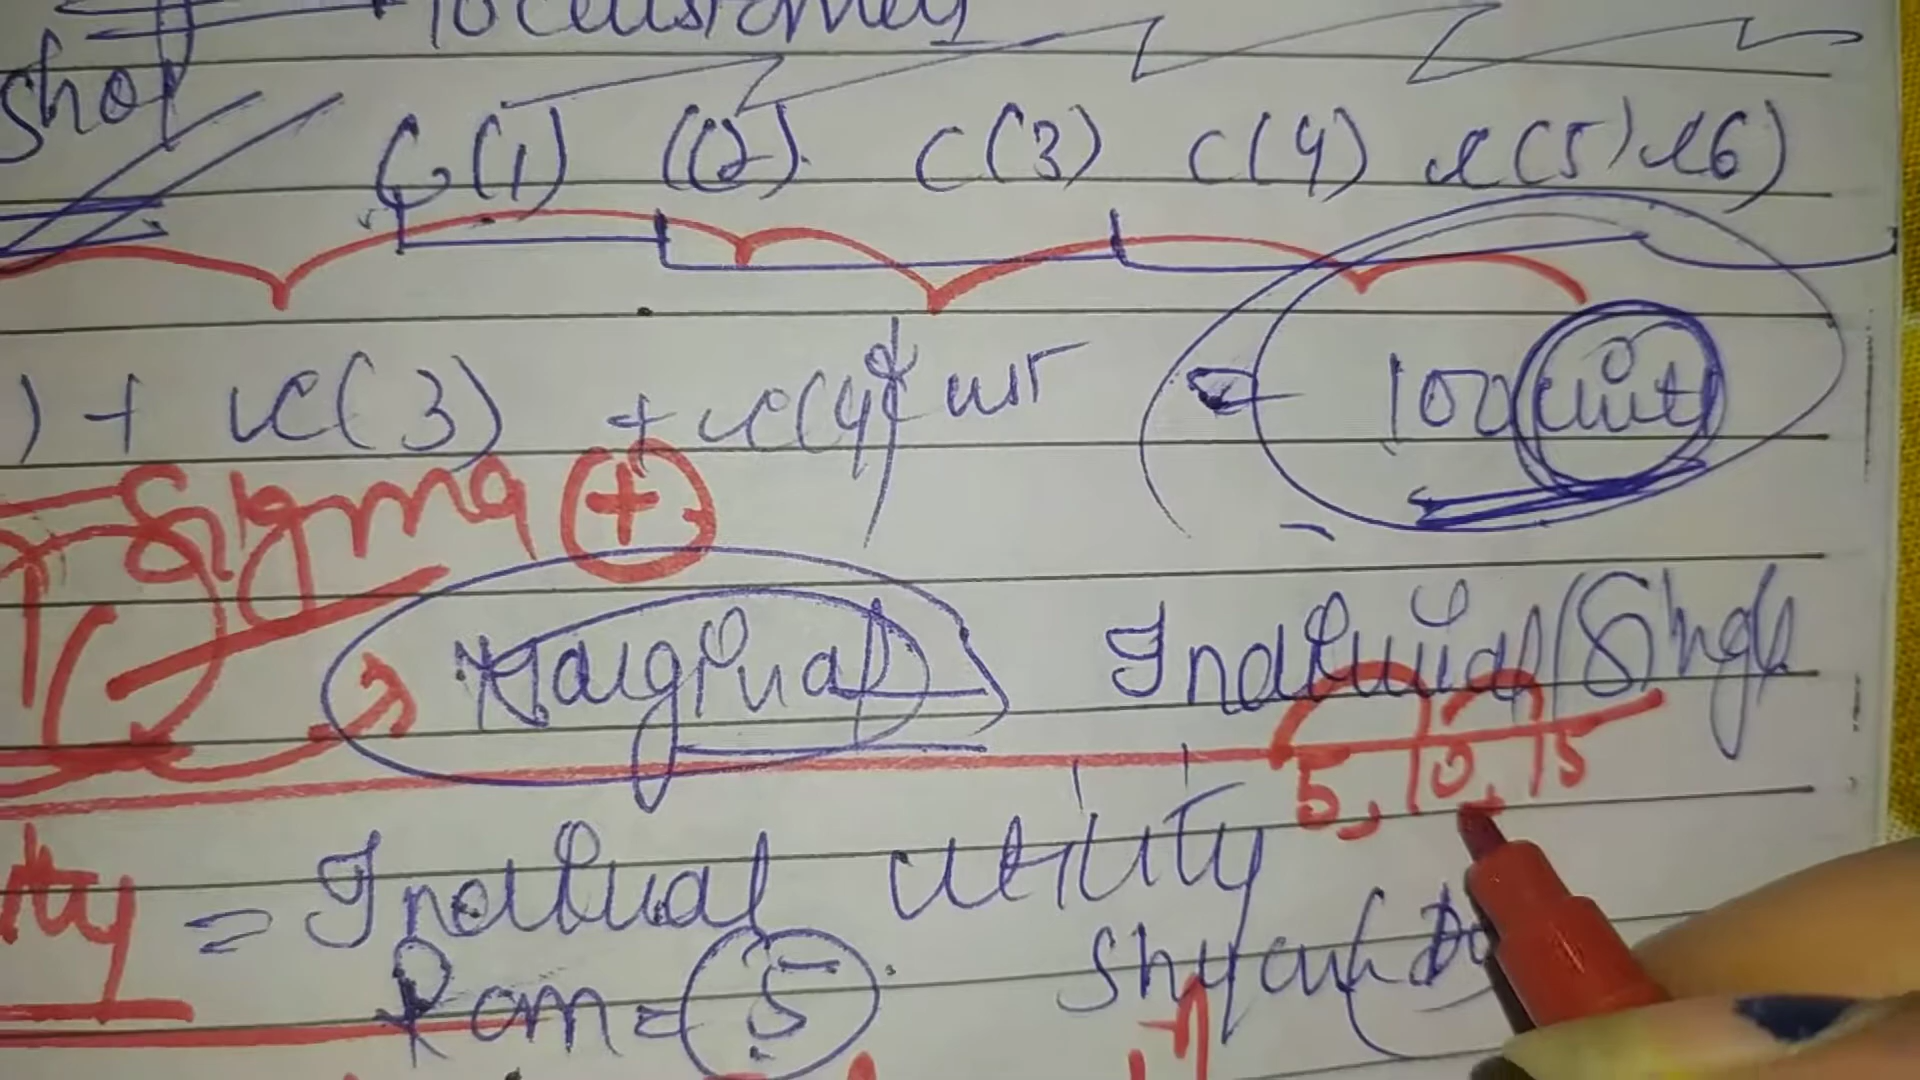 10 customer
shop
C(1) C(2) C(3) C(4) C(5) C(6)
) + C(3) + C(4)
100 unit
Sigma +
Marginal Individual/Single
5, 10, 15
ity = Individual utility
Ram = 5 Shyam